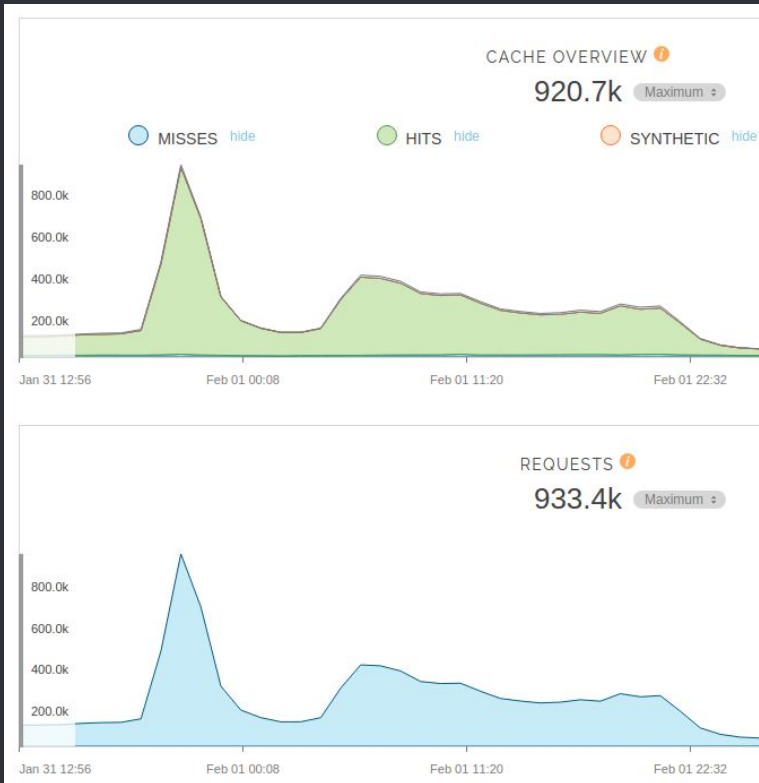 CACHE OVERVIEW i
920.7k Maximum
MISSES hide HITS hide SYNTHETIC hide
800.0k
600.0k
400.0k
200.0k
Jan 31 12:56 Feb 01 00:08 Feb 01 11:20 Feb 01 22:32
REQUESTS i
933.4k Maximum
800.0k
600.0k
400.0k
200.0k
Jan 31 12:56 Feb 01 00:08 Feb 01 11:20 Feb 01 22:32